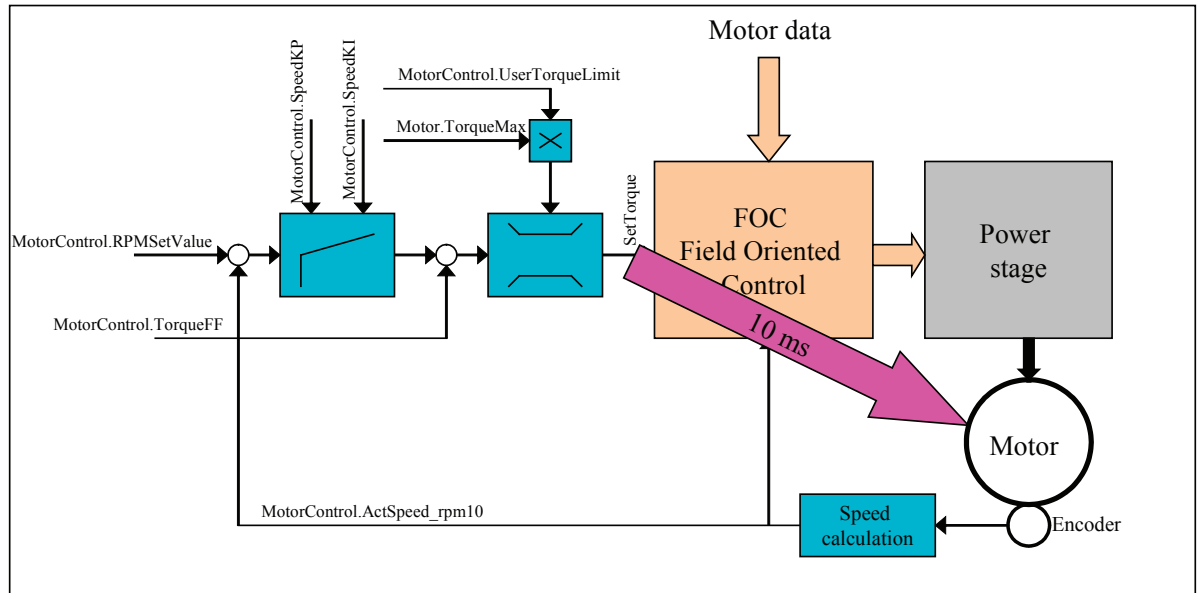 Motor data
MotorControl.SpeedKP
MotorControl.SpeedKI
MotorControl.UserTorqueLimit
Motor.TorqueMax
MotorControl.RPMSetValue
SetTorque
FOC
Field Oriented
Control
Power
stage
MotorControl.TorqueFF
10 ms
Motor
MotorControl.ActSpeed_rpm10
Speed
calculation
Encoder